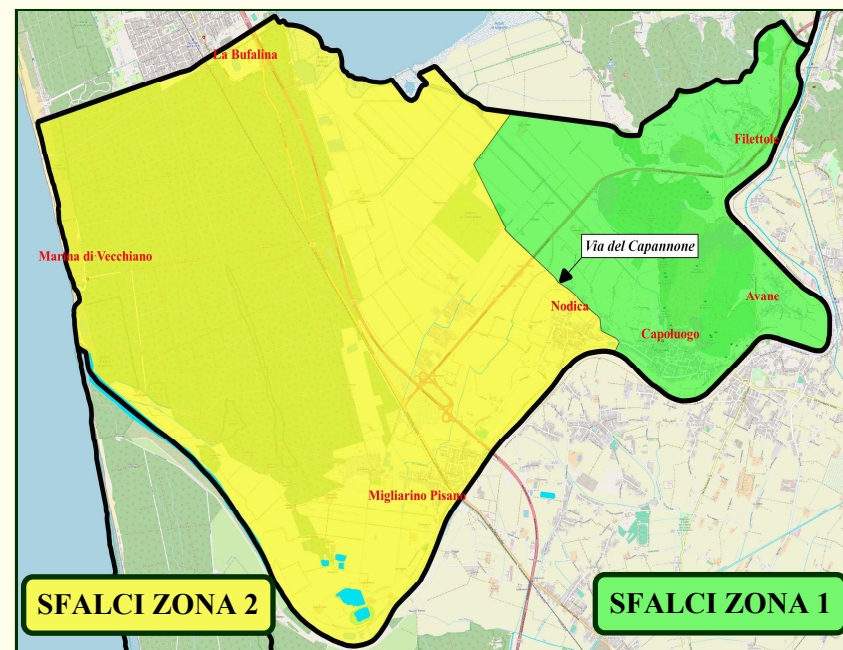 La Bufalina
Filettole
Marina di Vecchiano
Via del Capannone
Nodica
Avane
Capoluogo
Migliarino Pisano
SFALCI ZONA 2
SFALCI ZONA 1